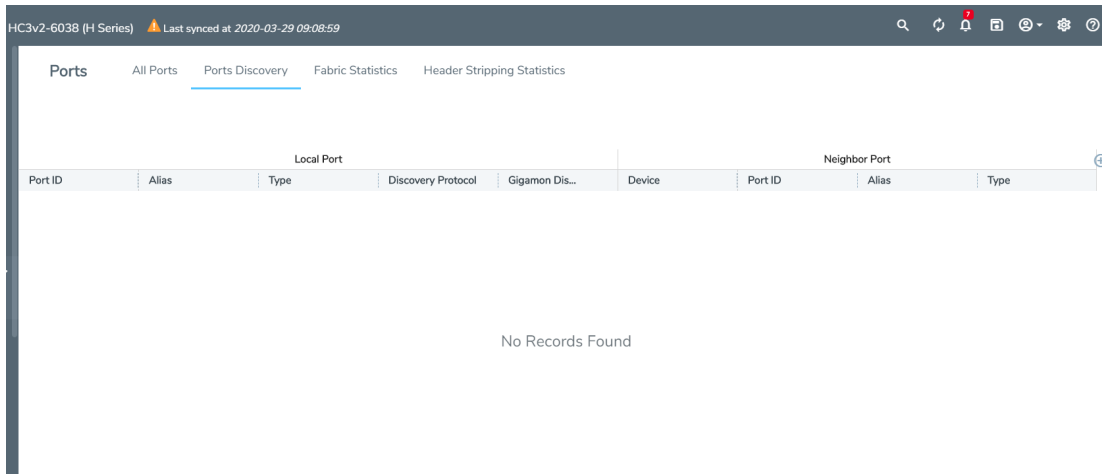 HC3v2-6038 (H Series) Last synced at 2020-03-29 09:08:59 7
Ports All Ports Ports Discovery Fabric Statistics Header Stripping Statistics
Local Port Neighbor Port
Port ID Alias Type Discovery Protocol Gigamon Dis... Device Port ID Alias Type
No Records Found